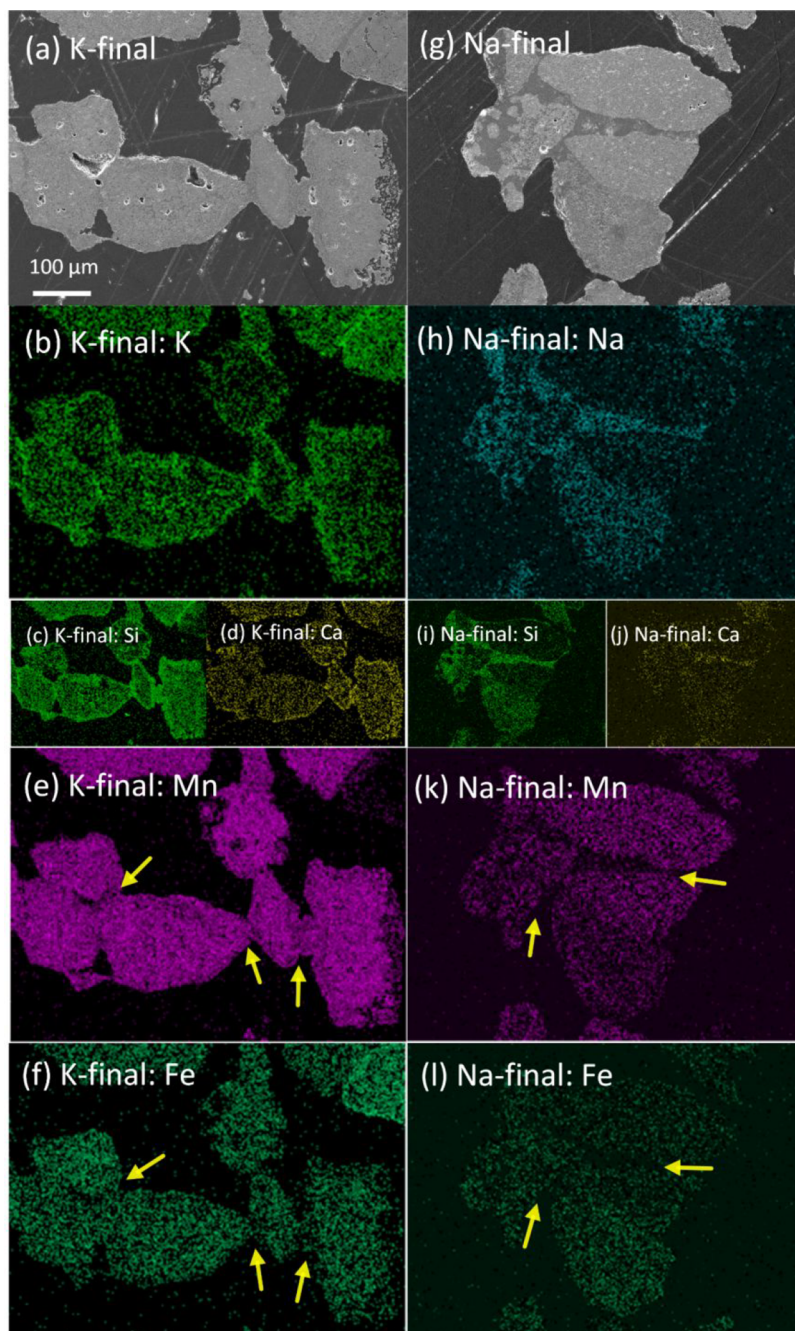 (a) K-final
(g) Na-final
100 µm
(b) K-final: K
(h) Na-final: Na
(c) K-final: Si
(d) K-final: Ca
(i) Na-final: Si
(j) Na-final: Ca
(e) K-final: Mn
(k) Na-final: Mn
(f) K-final: Fe
(l) Na-final: Fe